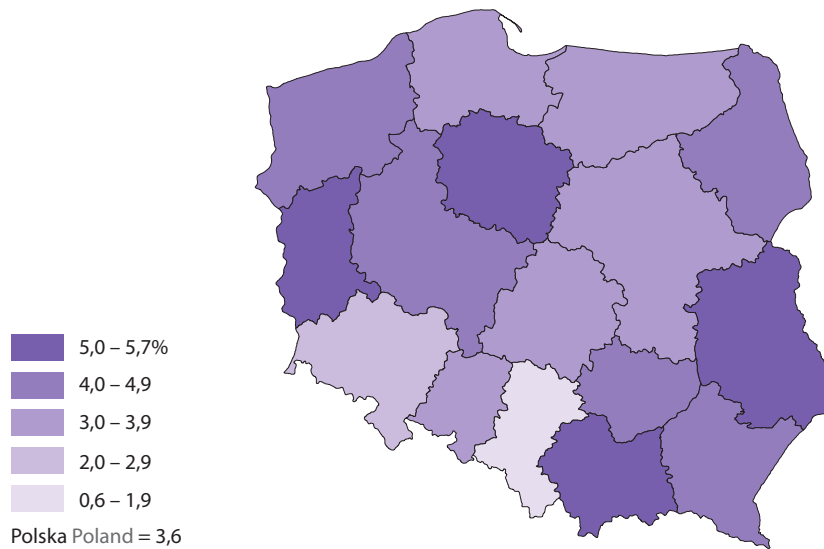 5,0 – 5,7%
4,0 – 4,9
3,0 – 3,9
2,0 – 2,9
0,6 – 1,9
Polska Poland = 3,6